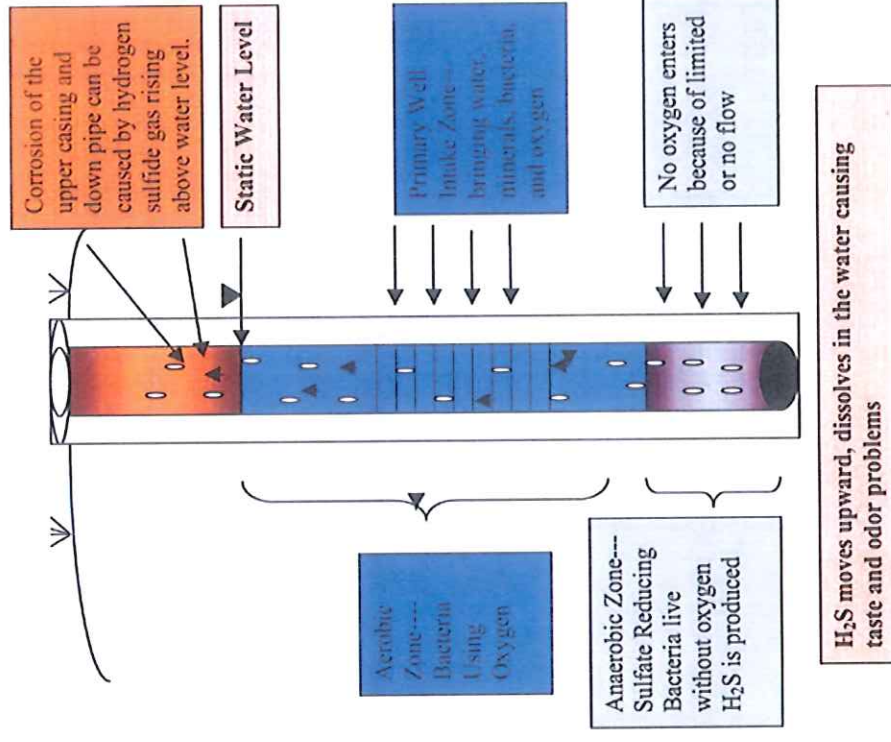 Corrosion of the
upper casing and
down pipe can be
caused by hydrogen
sulfide gas rising
above water level.
Static Water Level
Primary Well
Intake Zone---
bringing water,
minerals, bacteria,
and oxygen
No oxygen enters
because of limited
or no flow
Aerobic
Zone----
Bacteria
Using
Oxygen
Anaerobic Zone---
Sulfate Reducing
Bacteria live
without oxygen
H₂S is produced
H₂S moves upward, dissolves in the water causing
taste and odor problems